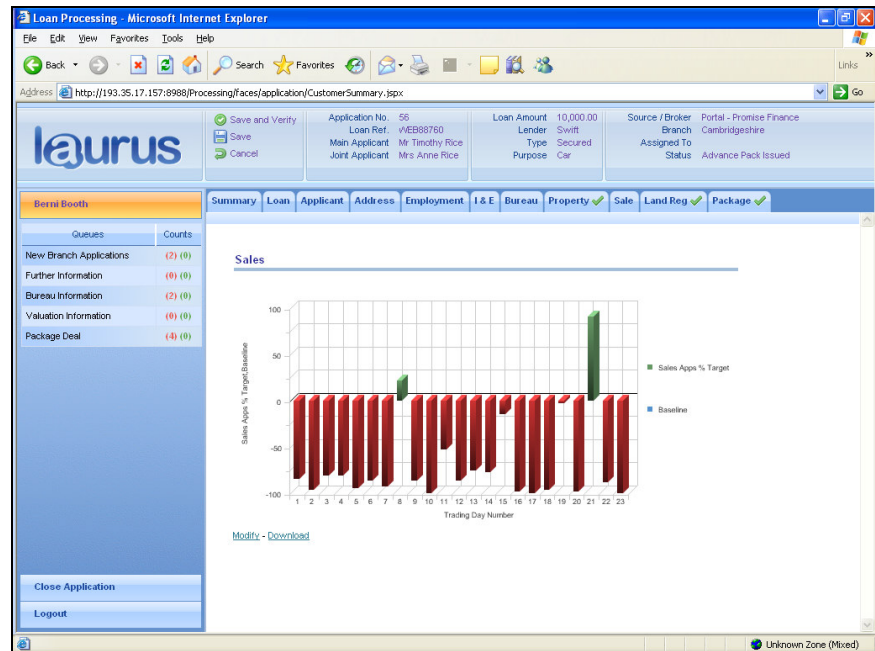 Loan Processing - Microsoft Internet Explorer
File Edit View Favorites Tools Help
Back Search Favorites Links
Address http://193.35.17.157:8988/Processing/faces/application/CustomerSummary.jspx Go
laurus
Save and Verify
Save
Cancel
Application No. 56
Loan Ref. WEB88760
Main Applicant Mr Timothy Rice
Joint Applicant Mrs Anne Rice
Loan Amount 10,000.00
Lender Swift
Type Secured
Purpose Car
Source / Broker Portal - Promise Finance
Branch Cambridgeshire
Assigned To
Status Advance Pack Issued
Berni Booth
Summary Loan Applicant Address Employment I & E Bureau Property Sale Land Reg Package
Queues Counts
New Branch Applications (2) (0)
Further Information (0) (0)
Bureau Information (2) (0)
Valuation Information (0) (0)
Package Deal (4) (0)
Close Application
Logout
Sales
Sales Apps % Target,Baseline
100
50
0
-50
-100
1 2 3 4 5 6 7 8 9 10 11 12 13 14 15 16 17 18 19 20 21 22 23
Trading Day Number
Sales Apps % Target
Baseline
Modify - Download
Unknown Zone (Mixed)